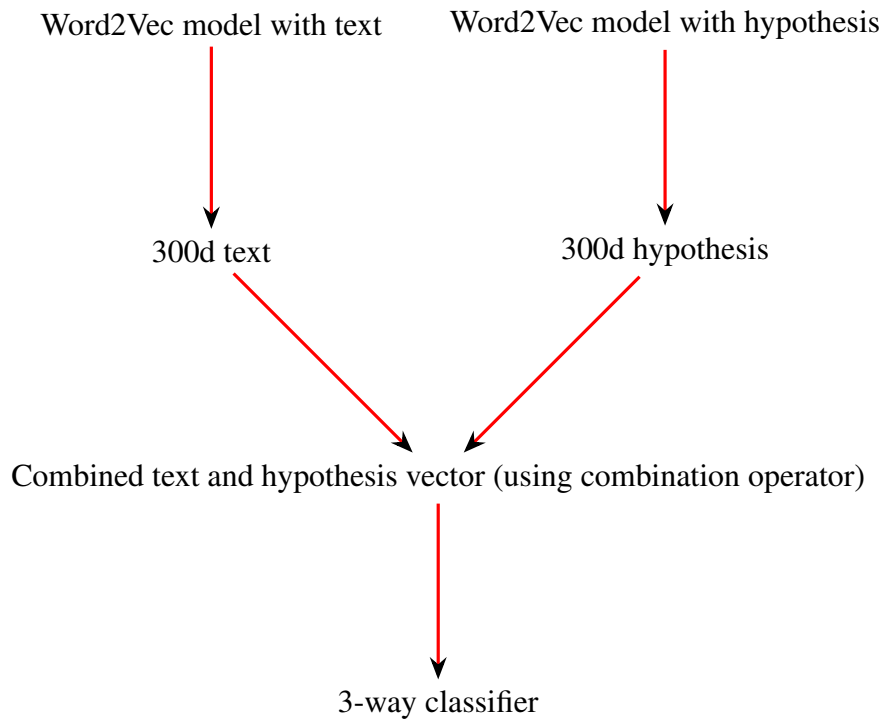 Word2Vec model with text
Word2Vec model with hypothesis
300d text
300d hypothesis
Combined text and hypothesis vector (using combination operator)
3-way classifier